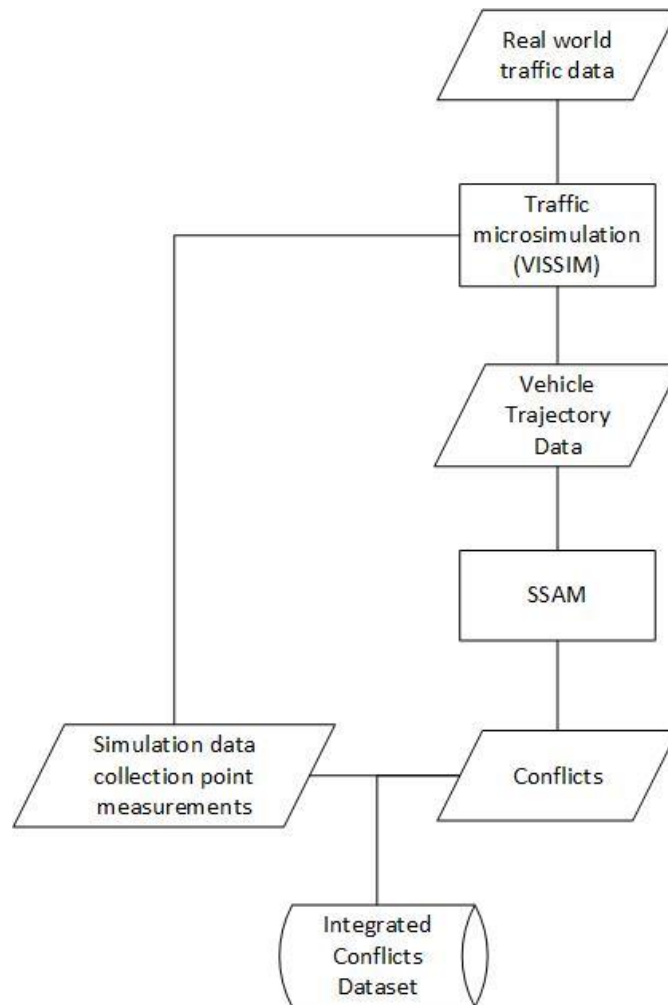 Real world
traffic data
Traffic
microsimulation
(VISSIM)
Vehicle
Trajectory
Data
SSAM
Simulation data
collection point
measurements
Conflicts
Integrated
Conflicts
Dataset